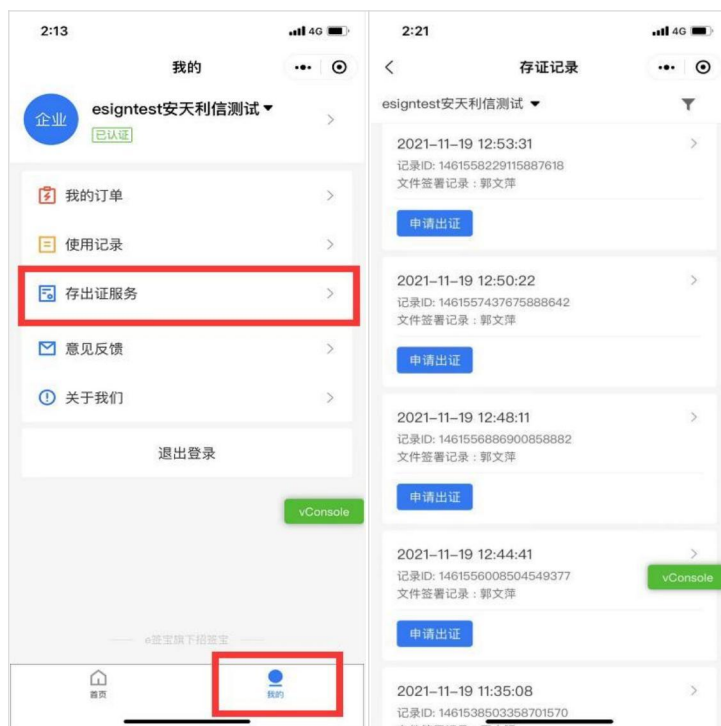 2:13
4G
我的
企业
esigntest安天利信测试
已认证
我的订单
使用记录
存出证服务
意见反馈
关于我们
退出登录
vConsole
e签宝旗下招签宝
首页
我的
2:21
4G
存证记录
esigntest安天利信测试
2021-11-19 12:53:31
记录ID: 1461558229115887618
文件签署记录：郭文萍
申请出证
2021-11-19 12:50:22
记录ID: 1461557437675888642
文件签署记录：郭文萍
申请出证
2021-11-19 12:48:11
记录ID: 1461556886900858882
文件签署记录：郭文萍
申请出证
2021-11-19 12:44:41
记录ID: 1461556008504549377
文件签署记录：郭文萍
vConsole
申请出证
2021-11-19 11:35:08
记录ID: 1461538503358701570